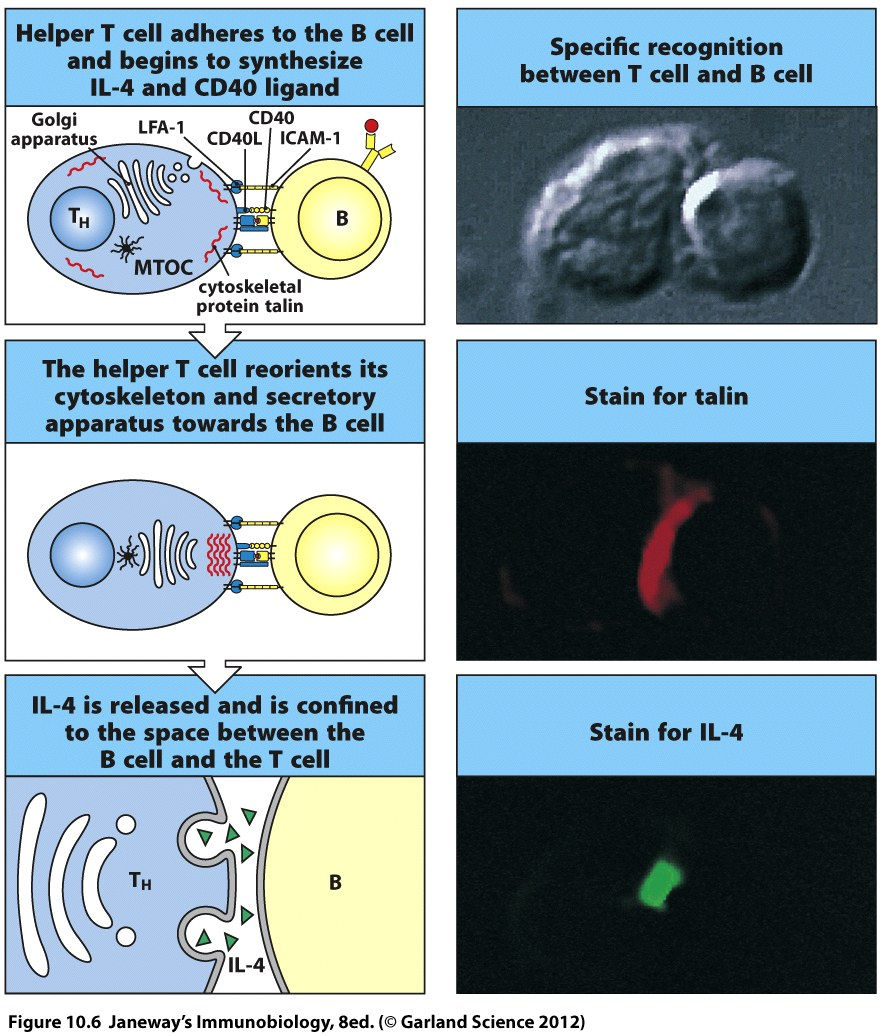 Helper T cell adheres to the B cell
and begins to synthesize
IL-4 and CD40 ligand
Golgi
apparatus
LFA-1
CD40L
CD40
ICAM-1
TH
B
MTOC
cytoskeletal
protein talin
Specific recognition
between T cell and B cell
The helper T cell reorients its
cytoskeleton and secretory
apparatus towards the B cell
Stain for talin
IL-4 is released and is confined
to the space between the
B cell and the T cell
TH
B
IL-4
Stain for IL-4
Figure 10.6 Janeway’s Immunobiology, 8ed. (© Garland Science 2012)